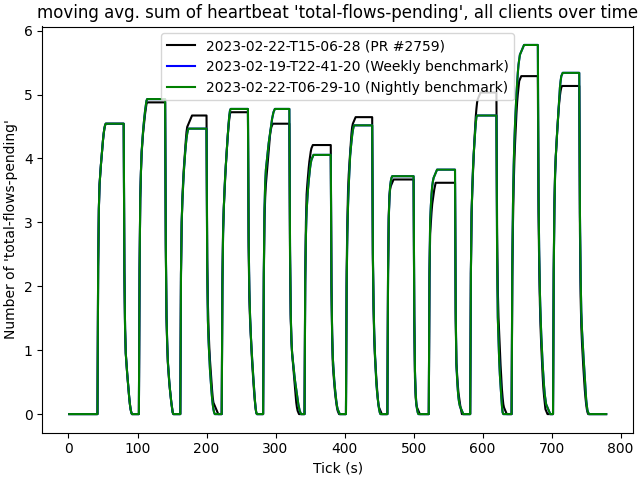 moving avg. sum of heartbeat 'total-flows-pending', all clients over time
2023-02-22-T15-06-28 (PR #2759)
2023-02-19-T22-41-20 (Weekly benchmark)
2023-02-22-T06-29-10 (Nightly benchmark)
Number of 'total-flows-pending'
6
5
4
3
2
1
0
0 100 200 300 400 500 600 700 800
Tick (s)